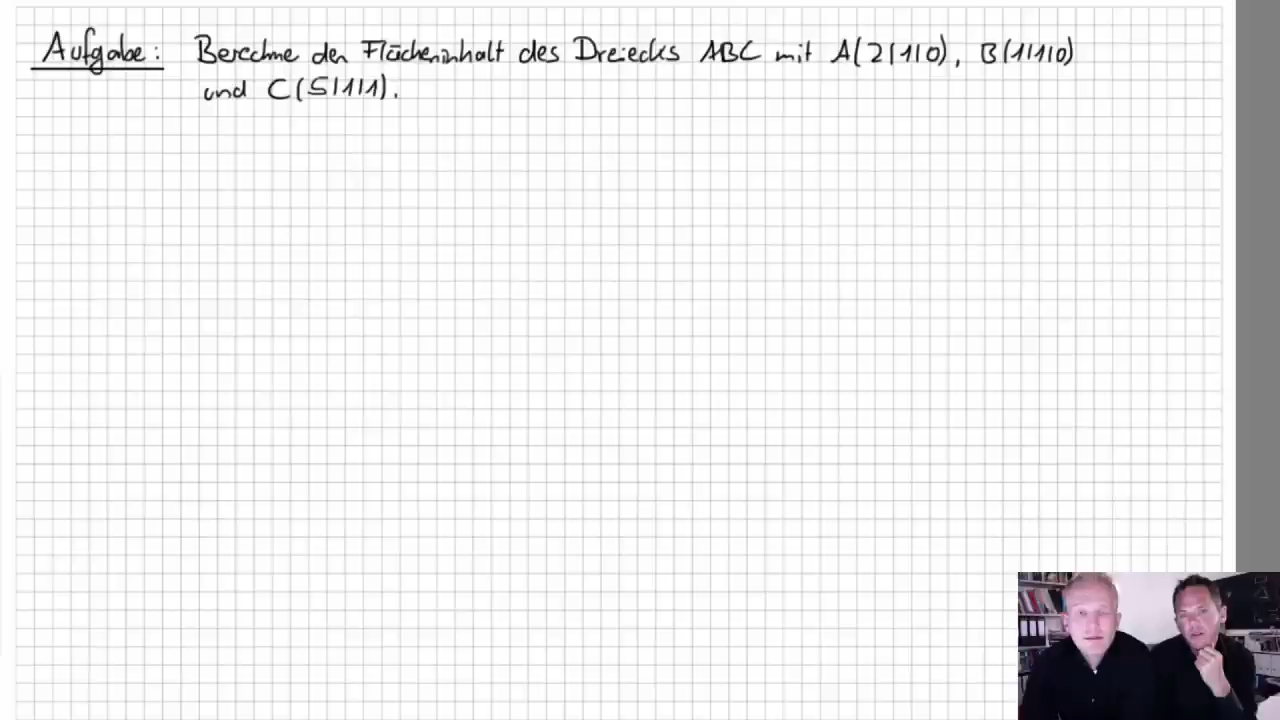 Aufgabe: Berechne den Flächeninhalt des Dreiecks ABC mit A(2|1|0), B(1|1|0)
und C(5|1|1).